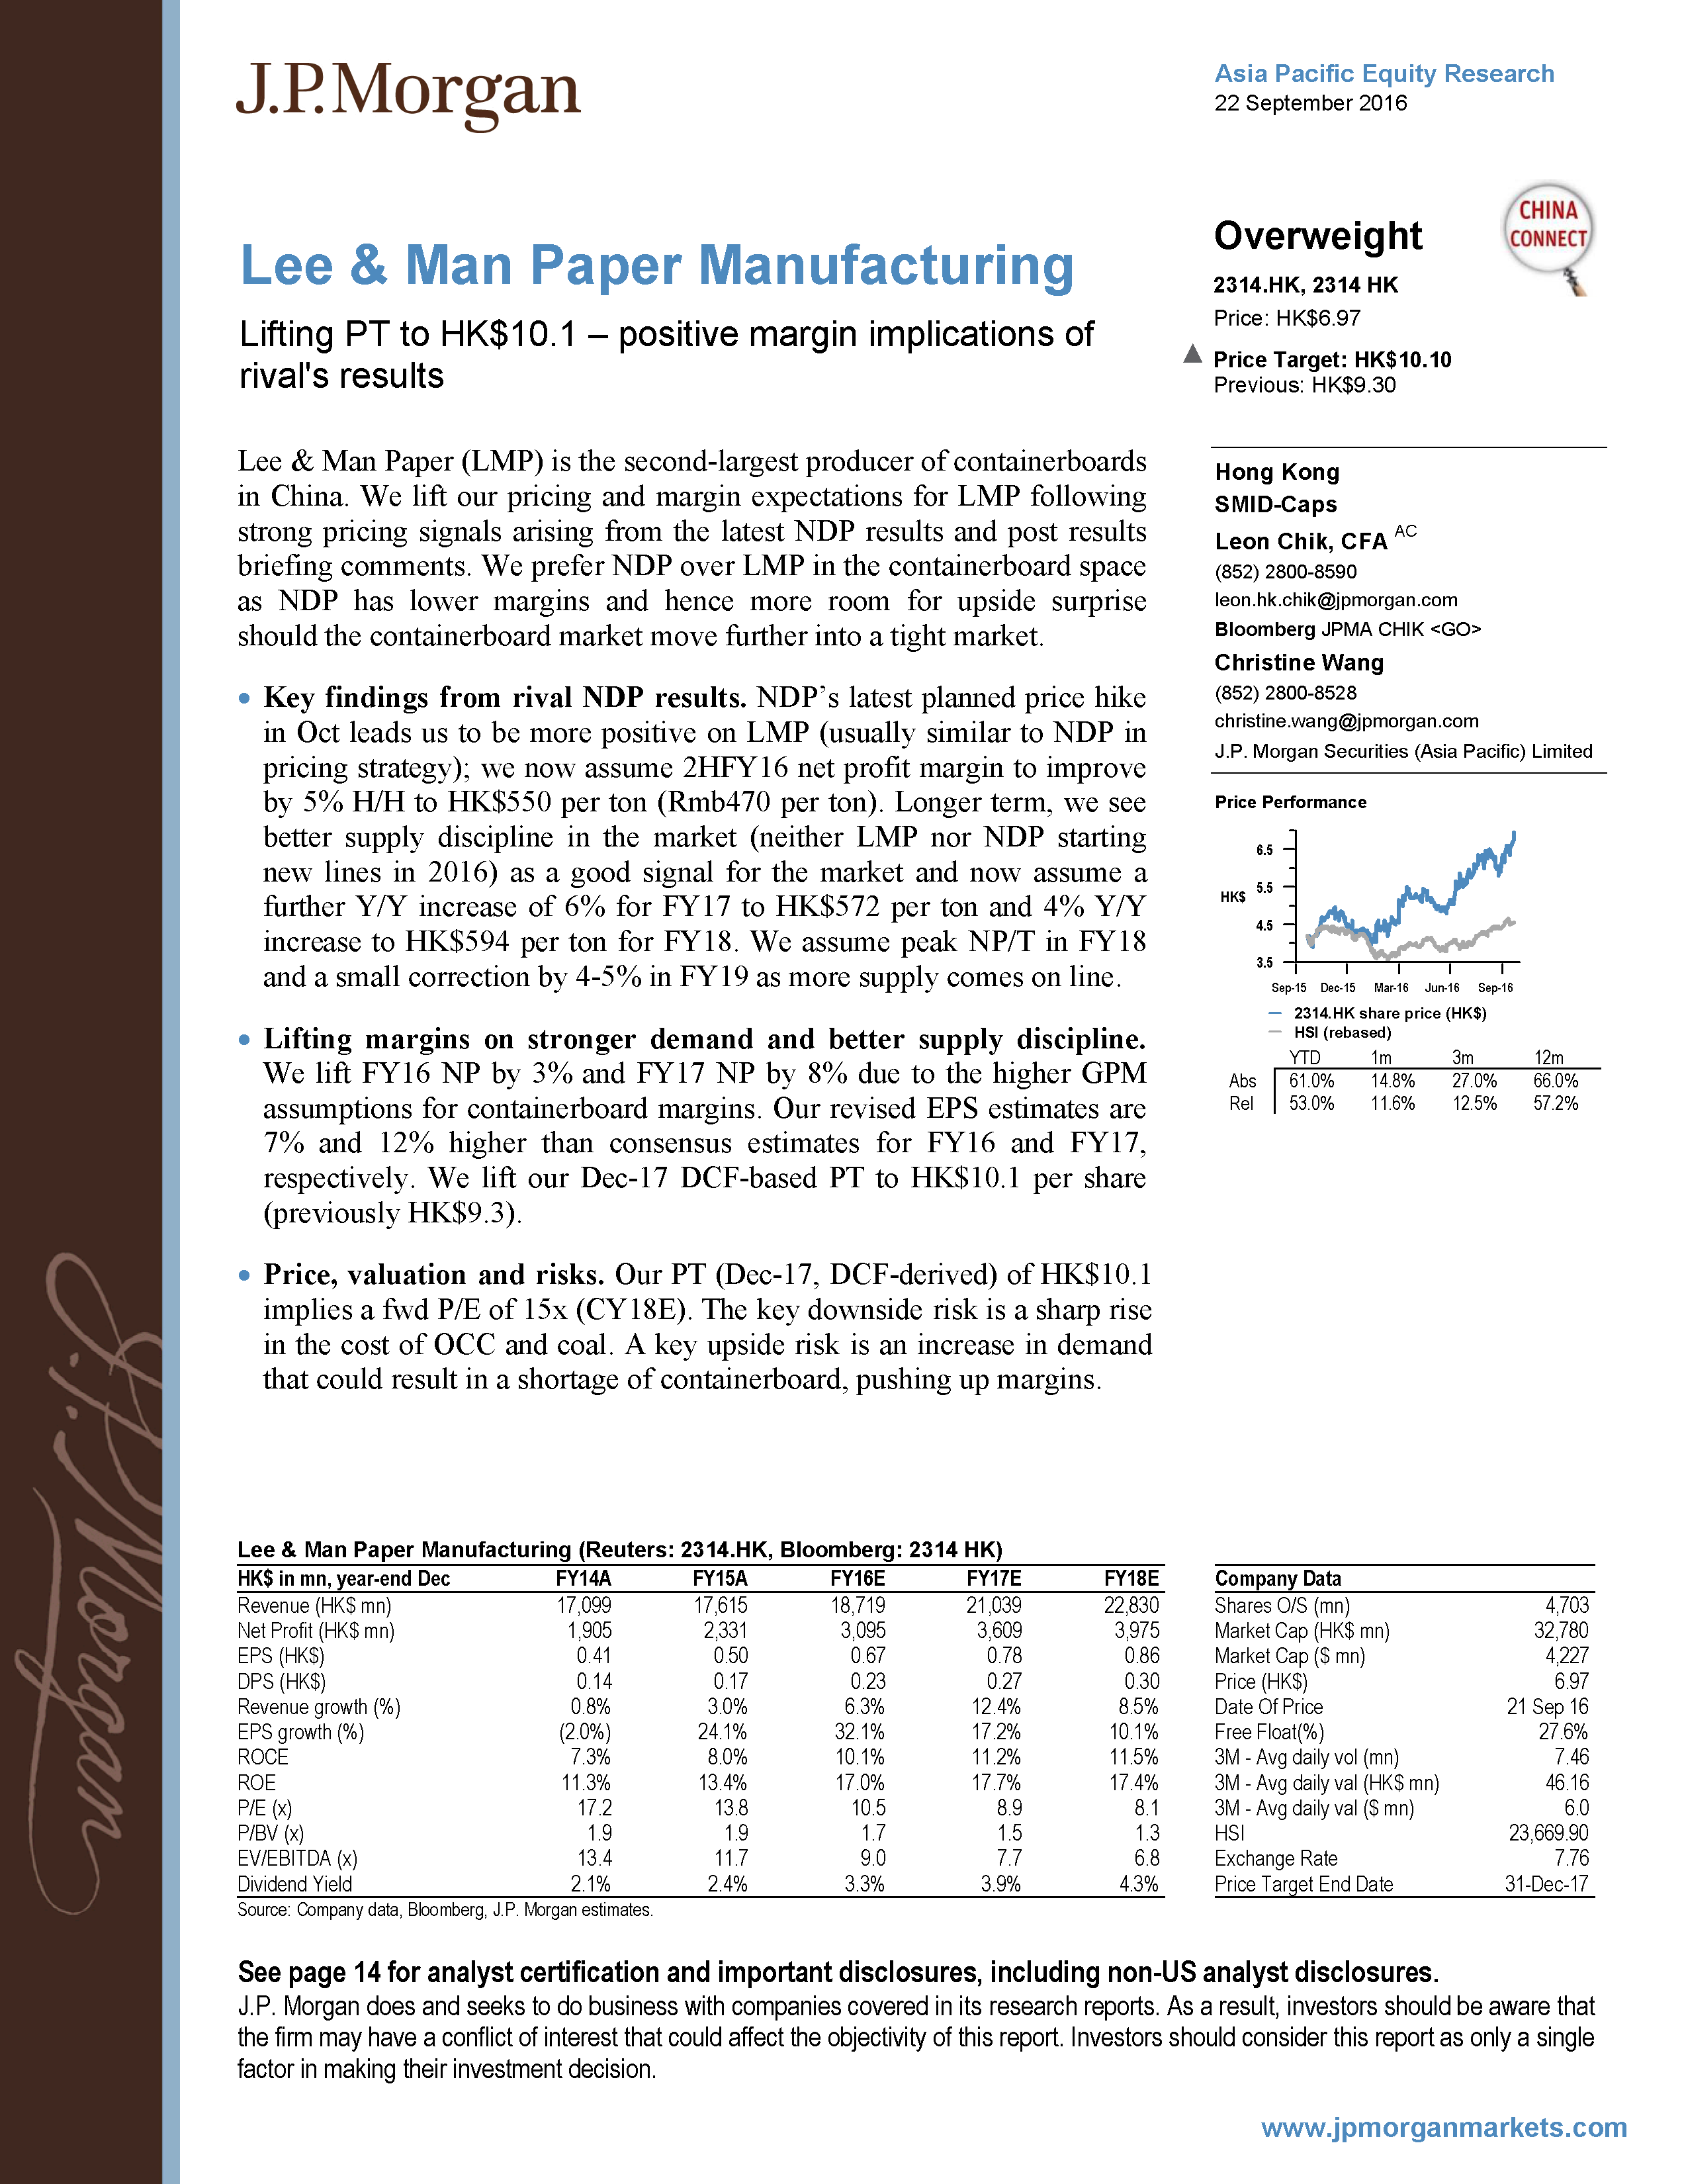 J.P.Morgan
Asia Pacific Equity Research
22 September 2016
Lee & Man Paper Manufacturing
Lifting PT to HK$10.1 – positive margin implications of
rival's results
Overweight
CHINA
CONNECT
2314.HK, 2314 HK
Price: HK$6.97
▲ Price Target: HK$10.10
Previous: HK$9.30
Lee & Man Paper (LMP) is the second-largest producer of containerboards
in China. We lift our pricing and margin expectations for LMP following
strong pricing signals arising from the latest NDP results and post results
briefing comments. We prefer NDP over LMP in the containerboard space
as NDP has lower margins and hence more room for upside surprise
should the containerboard market move further into a tight market.
• Key findings from rival NDP results. NDP’s latest planned price hike
in Oct leads us to be more positive on LMP (usually similar to NDP in
pricing strategy); we now assume 2HFY16 net profit margin to improve
by 5% H/H to HK$550 per ton (Rmb470 per ton). Longer term, we see
better supply discipline in the market (neither LMP nor NDP starting
new lines in 2016) as a good signal for the market and now assume a
further Y/Y increase of 6% for FY17 to HK$572 per ton and 4% Y/Y
increase to HK$594 per ton for FY18. We assume peak NP/T in FY18
and a small correction by 4-5% in FY19 as more supply comes on line.
• Lifting margins on stronger demand and better supply discipline.
We lift FY16 NP by 3% and FY17 NP by 8% due to the higher GPM
assumptions for containerboard margins. Our revised EPS estimates are
7% and 12% higher than consensus estimates for FY16 and FY17,
respectively. We lift our Dec-17 DCF-based PT to HK$10.1 per share
(previously HK$9.3).
• Price, valuation and risks. Our PT (Dec-17, DCF-derived) of HK$10.1
implies a fwd P/E of 15x (CY18E). The key downside risk is a sharp rise
in the cost of OCC and coal. A key upside risk is an increase in demand
that could result in a shortage of containerboard, pushing up margins.
Hong Kong
SMID-Caps
Leon Chik, CFA AC
(852) 2800-8590
leon.hk.chik@jpmorgan.com
Bloomberg JPMA CHIK <GO>
Christine Wang
(852) 2800-8528
christine.wang@jpmorgan.com
J.P. Morgan Securities (Asia Pacific) Limited
Price Performance
6.5
HK$ 5.5
4.5
3.5
Sep-15 Dec-15 Mar-16 Jun-16 Sep-16
2314.HK share price (HK$)
HSI (rebased)
YTD 1m 3m 12m
Abs 61.0% 14.8% 27.0% 66.0%
Rel 53.0% 11.6% 12.5% 57.2%
J.P.Morgan
Lee & Man Paper Manufacturing (Reuters: 2314.HK, Bloomberg: 2314 HK)
HK$ in mn, year-end Dec FY14A FY15A FY16E FY17E FY18E
Revenue (HK$ mn) 17,099 17,615 18,719 21,039 22,830
Net Profit (HK$ mn) 1,905 2,331 3,095 3,609 3,975
EPS (HK$) 0.41 0.50 0.67 0.78 0.86
DPS (HK$) 0.14 0.17 0.23 0.27 0.30
Revenue growth (%) 0.8% 3.0% 6.3% 12.4% 8.5%
EPS growth (%) (2.0%) 24.1% 32.1% 17.2% 10.1%
ROCE 7.3% 8.0% 10.1% 11.2% 11.5%
ROE 11.3% 13.4% 17.0% 17.7% 17.4%
P/E (x) 17.2 13.8 10.5 8.9 8.1
P/BV (x) 1.9 1.9 1.7 1.5 1.3
EV/EBITDA (x) 13.4 11.7 9.0 7.7 6.8
Dividend Yield 2.1% 2.4% 3.3% 3.9% 4.3%
Source: Company data, Bloomberg, J.P. Morgan estimates.
Company Data
Shares O/S (mn) 4,703
Market Cap (HK$ mn) 32,780
Market Cap ($ mn) 4,227
Price (HK$) 6.97
Date Of Price 21 Sep 16
Free Float(%) 27.6%
3M - Avg daily vol (mn) 7.46
3M - Avg daily val (HK$ mn) 46.16
3M - Avg daily val ($ mn) 6.0
HSI 23,669.90
Exchange Rate 7.76
Price Target End Date 31-Dec-17
See page 14 for analyst certification and important disclosures, including non-US analyst disclosures.
J.P. Morgan does and seeks to do business with companies covered in its research reports. As a result, investors should be aware that
the firm may have a conflict of interest that could affect the objectivity of this report. Investors should consider this report as only a single
factor in making their investment decision.
www.jpmorganmarkets.com